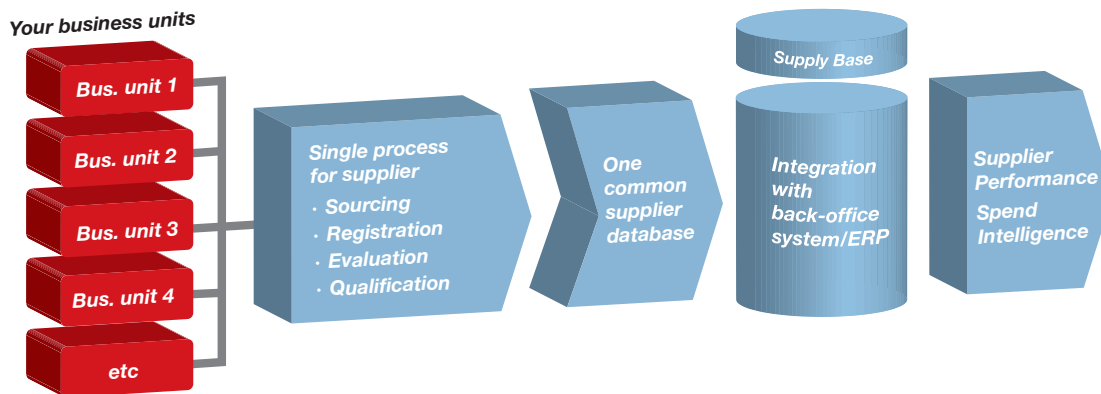 Your business units
Bus. unit 1
Bus. unit 2
Bus. unit 3
Bus. unit 4
etc
Single process
for supplier
· Sourcing
· Registration
· Evaluation
· Qualification
One
common
supplier
database
Supply Base
Integration
with
back-office
system/ERP
Supplier
Performance
Spend
Intelligence